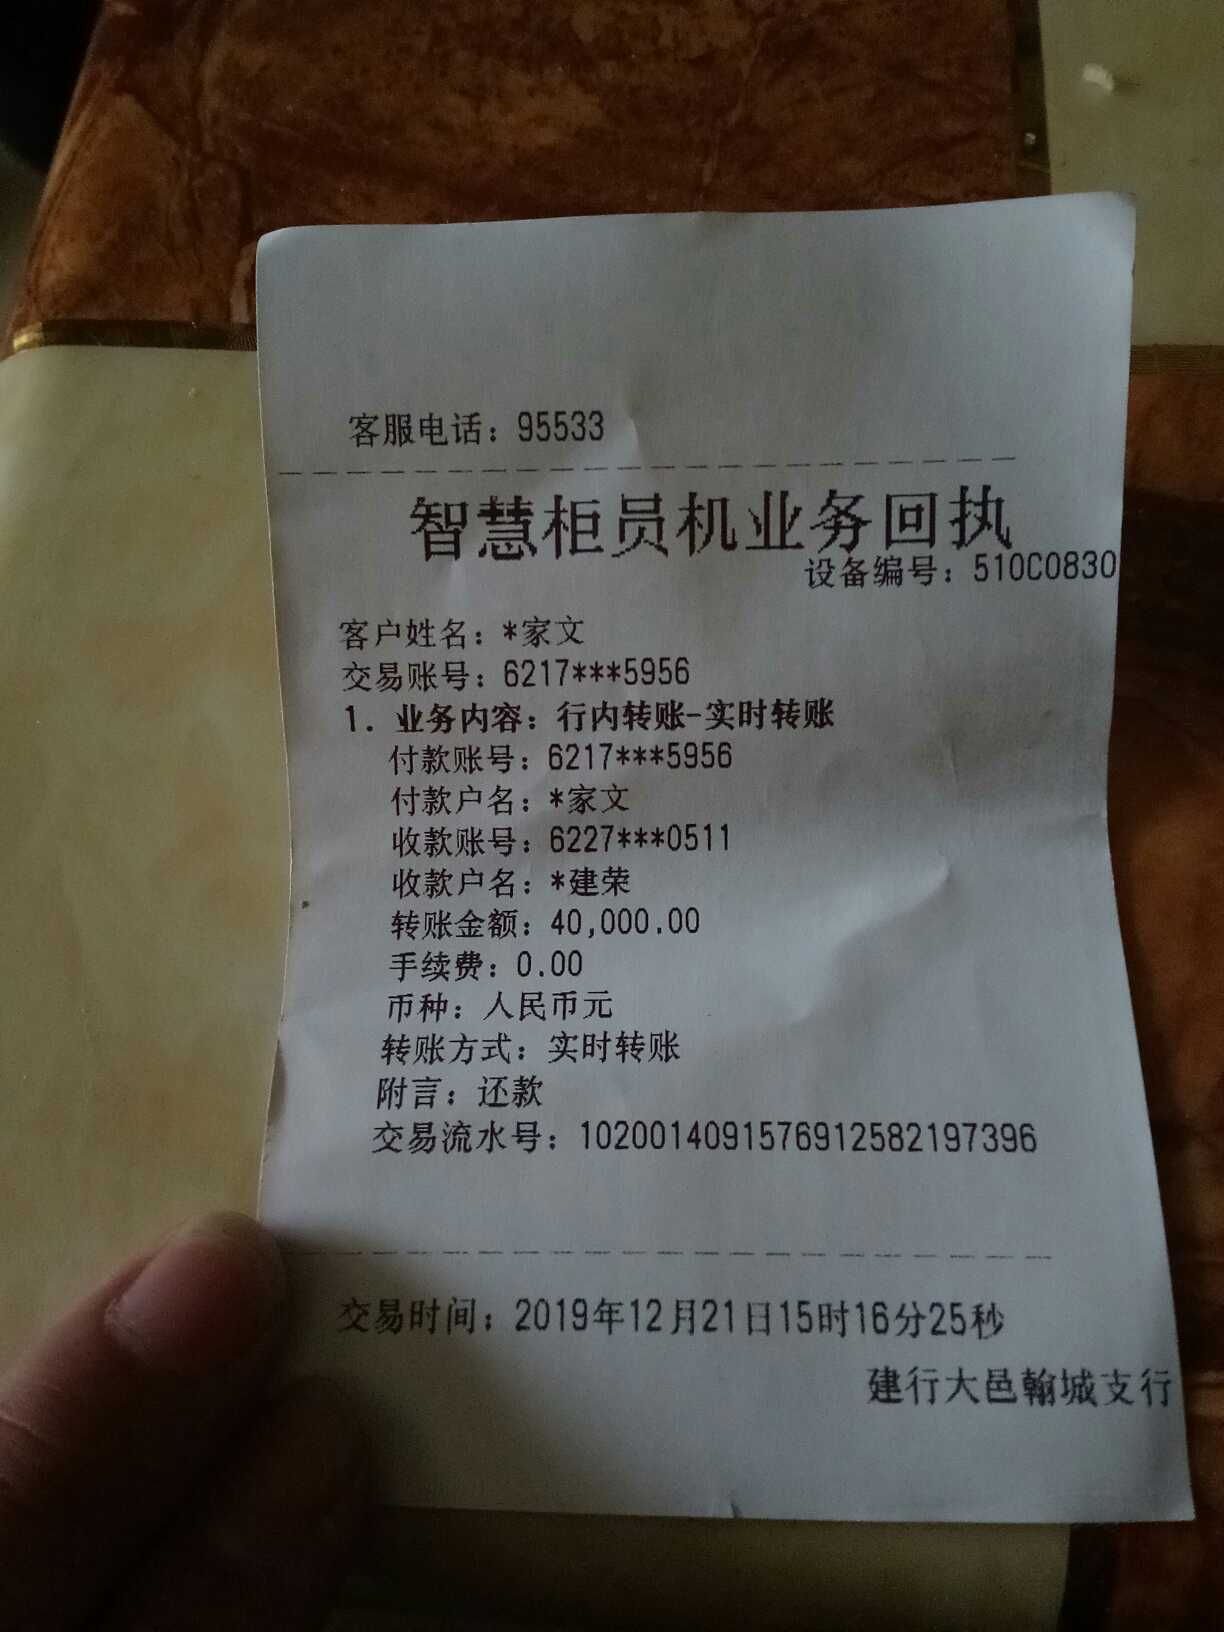 客服电话：95533
智慧柜员机业务回执
设备编号：510C0830
客户姓名：*家文
交易账号：6217***5956
1. 业务内容：行内转账-实时转账
付款账号：6217***5956
付款户名：*家文
收款账号：6227***0511
收款户名：*建荣
转账金额：40,000.00
手续费：0.00
币种：人民币元
转账方式：实时转账
附言：还款
交易流水号：1020014091576912582197396
交易时间：2019年12月21日15时16分25秒
建行大邑翰城支行